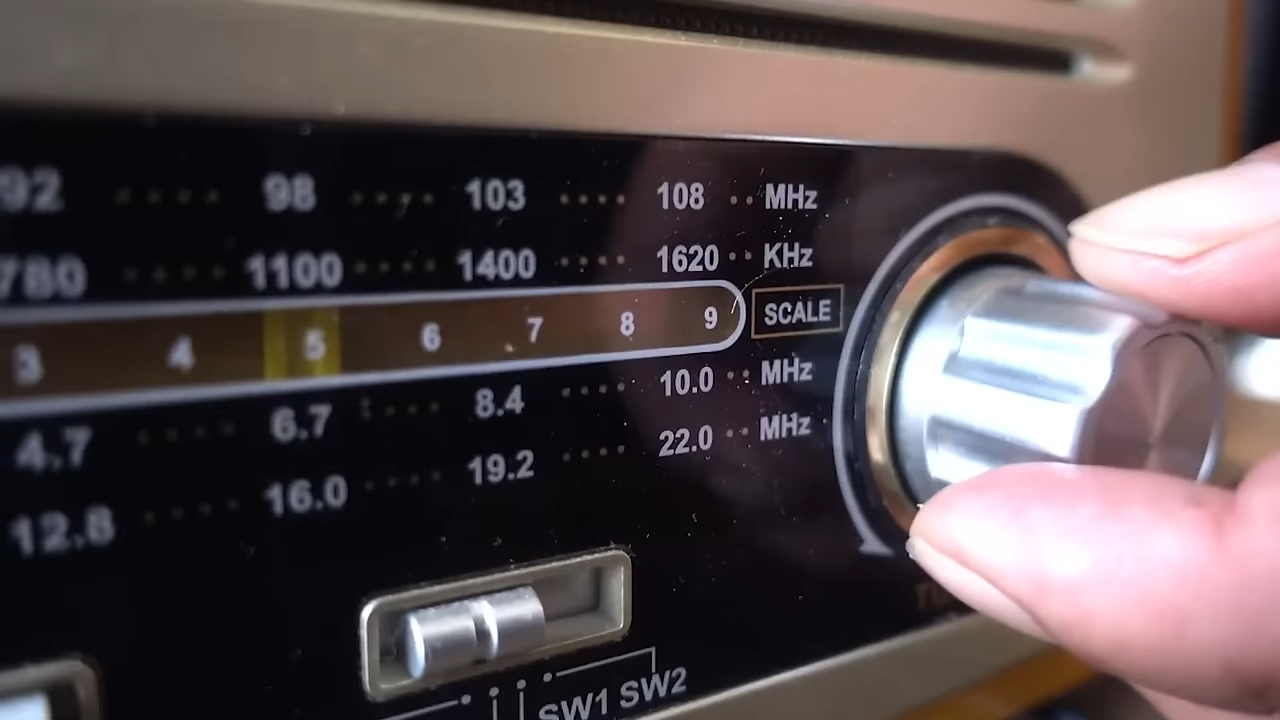 92 98 103 108 MHz
780 1100 1400 1620 KHz
3 4 5 6 7 8 9 SCALE
4.7 6.7 8.4 10.0 MHz
12.8 16.0 19.2 22.0 MHz
SW1 SW2